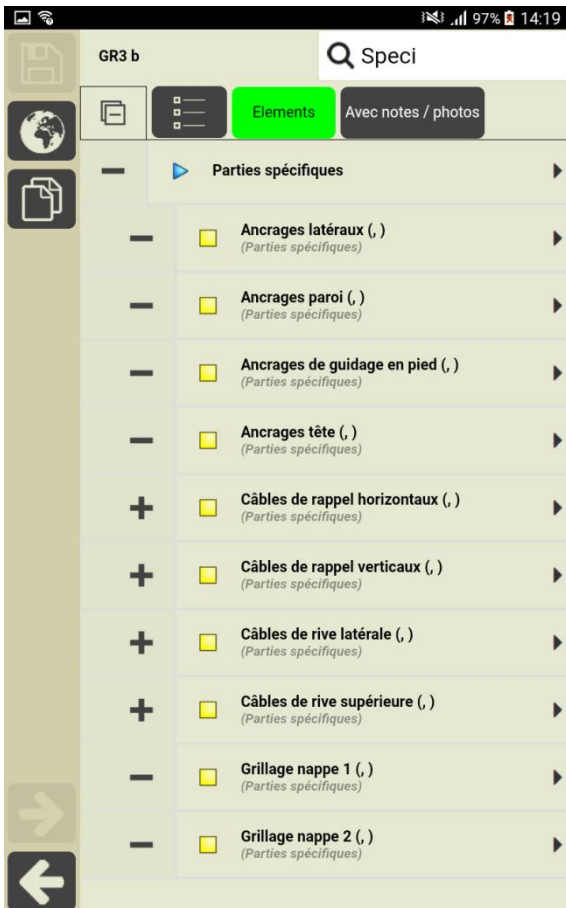 97% 14:19
GR3 b
Speci
Elements
Avec notes / photos
Parties spécifiques
Ancrages latéraux (, )
(Parties spécifiques)
Ancrages paroi (, )
(Parties spécifiques)
Ancrages de guidage en pied (, )
(Parties spécifiques)
Ancrages tête (, )
(Parties spécifiques)
Câbles de rappel horizontaux (, )
(Parties spécifiques)
Câbles de rappel verticaux (, )
(Parties spécifiques)
Câbles de rive latérale (, )
(Parties spécifiques)
Câbles de rive supérieure (, )
(Parties spécifiques)
Grillage nappe 1 (, )
(Parties spécifiques)
Grillage nappe 2 (, )
(Parties spécifiques)